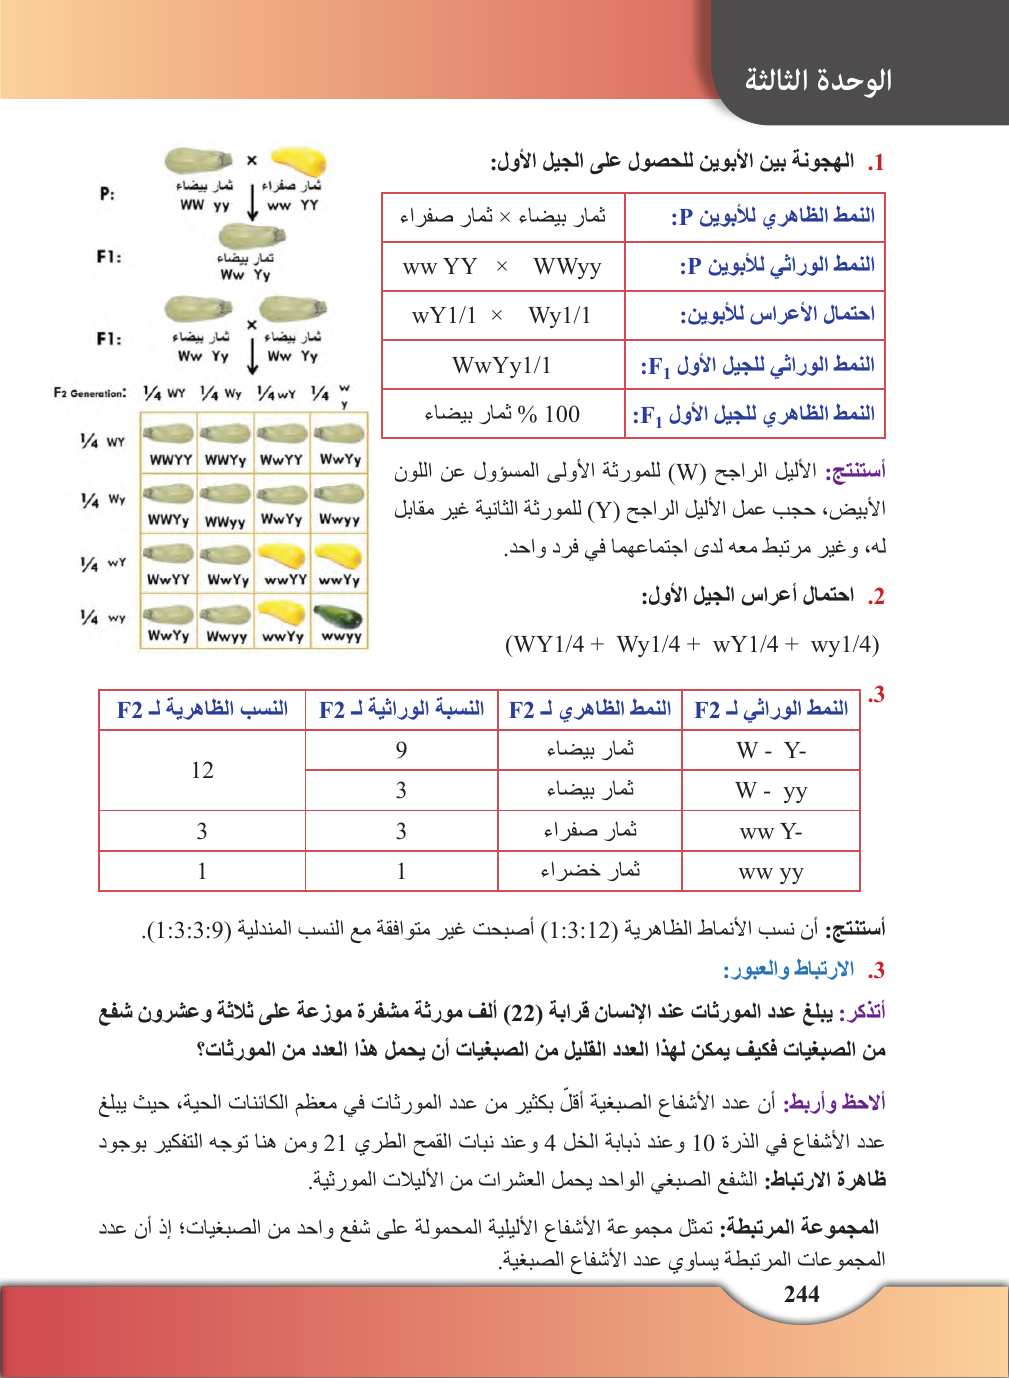 الوحدة الثالثة
1. الهجونة بين الأبوين للحصول على الجيل الأول:
النمط الظاهري للأبوين P: ثمار بيضاء × ثمار صفراء
النمط الوراثي للأبوين P: ww YY × WWyy
احتمال الأعراس للأبوين: wY1/1 × Wy1/1
النمط الوراثي للجيل الأول F1: WwYy1/1
النمط الظاهري للجيل الأول F1: 100 % ثمار بيضاء
P:
×
ثمار بيضاء ثمار صفراء
WW yy ww YY
F1:
ثمار بيضاء
Ww Yy
F1:
×
ثمار بيضاء ثمار بيضاء
Ww Yy Ww Yy
F2 Generation: 1/4 WY 1/4 Wy 1/4 wY 1/4 w y
1/4 WY
WWYY WWYy WwYY WwYy
1/4 Wy
WWYy WWyy WwYy Wwyy
1/4 wY
WwYY WwYy wwYY wwYy
1/4 wy
WwYy Wwyy wwYy wwyy
أستنتج: الأليل الراجح (W) للمورثة الأولى المسؤول عن اللون
الأبيض، حجب عمل الأليل الراجح (Y) للمورثة الثانية غير مقابل
له، وغير مرتبط معه لدى اجتماعهما في فرد واحد.
2. احتمال أعراس الجيل الأول:
(WY1/4 + Wy1/4 + wY1/4 + wy1/4)
3.
النمط الوراثي لـ F2 النمط الظاهري لـ F2 النسبة الوراثية لـ F2 النسب الظاهرية لـ F2
W - Y- ثمار بيضاء 9 12
W - yy ثمار بيضاء 3
ww Y- ثمار صفراء 3 3
ww yy ثمار خضراء 1 1
أستنتج: أن نسب الأنماط الظاهرية (1:3:12) أصبحت غير متوافقة مع النسب المندلية (1:3:3:9).
3. الارتباط والعبور:
أتذكر: يبلغ عدد المورثات عند الإنسان قرابة (22) ألف مورثة مشفرة موزعة على ثلاثة وعشرون شفع
من الصبغيات فكيف يمكن لهذا العدد القليل من الصبغيات أن يحمل هذا العدد من المورثات؟
ألاحظ وأربط: أن عدد الأشفاع الصبغية أقلّ بكثير من عدد المورثات في معظم الكائنات الحية، حيث يبلغ
عدد الأشفاع في الذرة 10 وعند ذبابة الخل 4 وعند نبات القمح الطري 21 ومن هنا توجه التفكير بوجود
ظاهرة الارتباط: الشفع الصبغي الواحد يحمل العشرات من الأليلات المورثية.
المجموعة المرتبطة: تمثل مجموعة الأشفاع الأليلية المحمولة على شفع واحد من الصبغيات؛ إذ أن عدد
المجموعات المرتبطة يساوي عدد الأشفاع الصبغية.
244